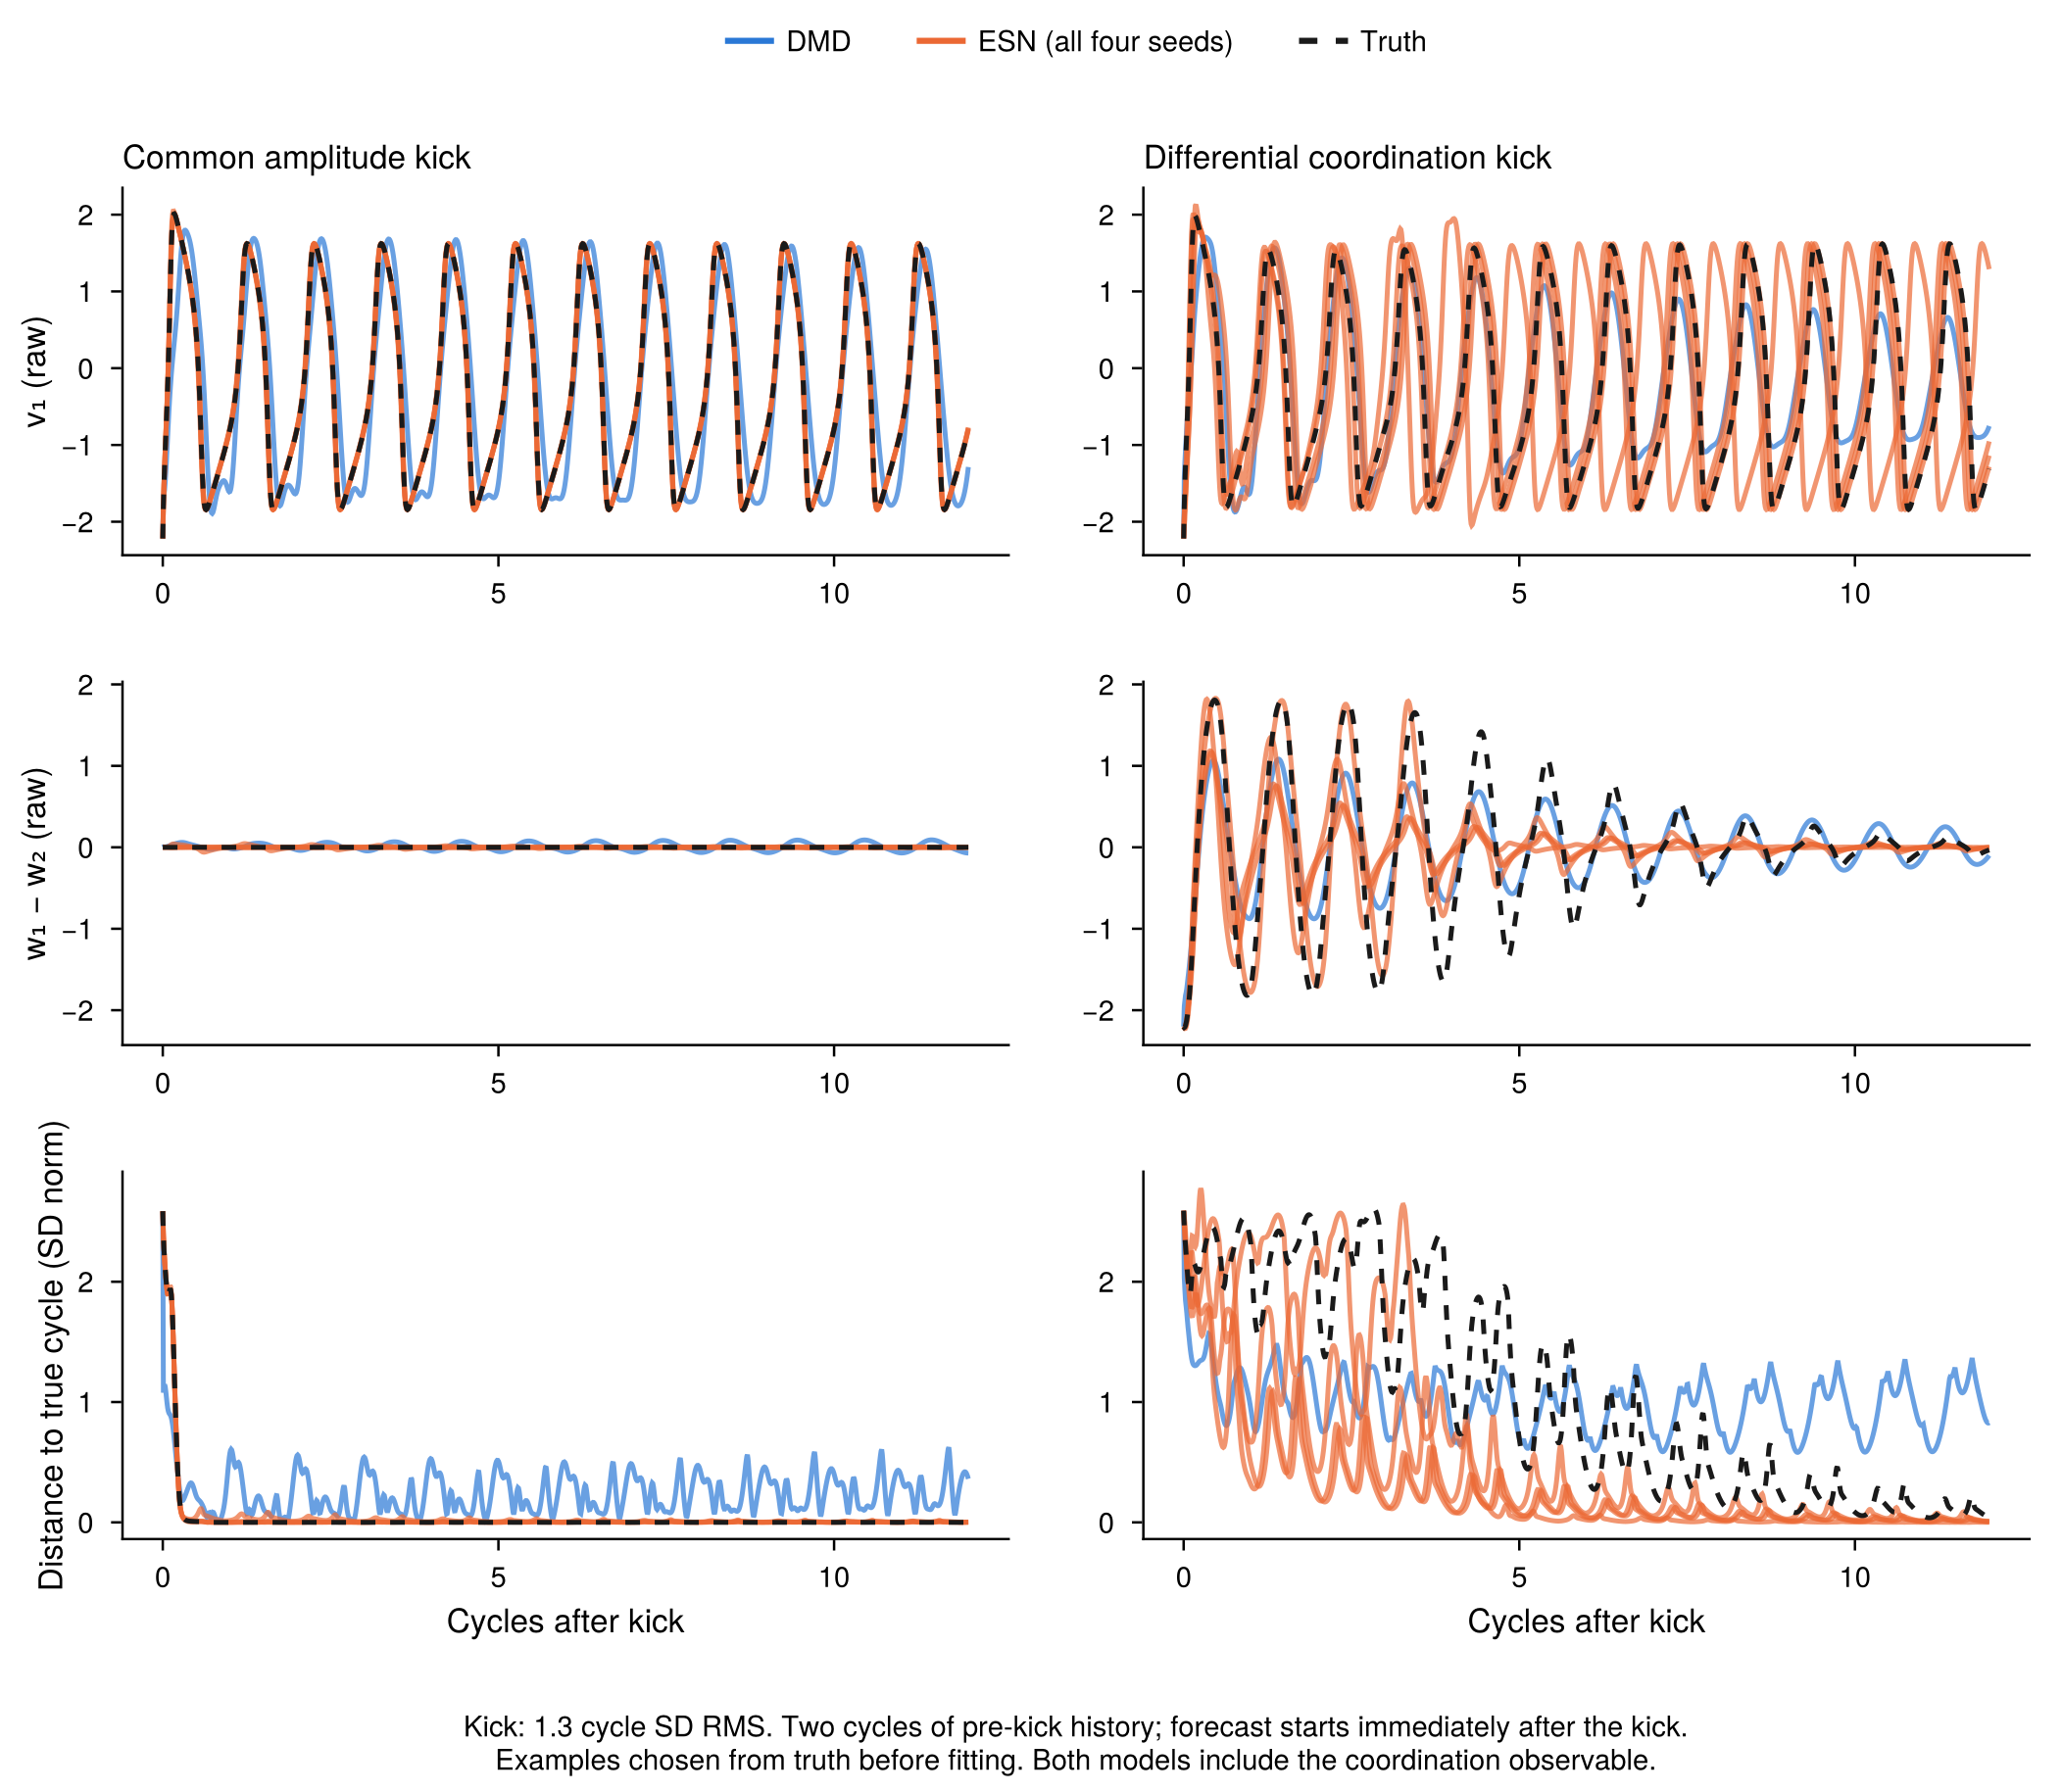 DMD ESN (all four seeds) Truth
Common amplitude kick
Differential coordination kick
v₁ (raw)
2
1
0
−1
−2
0 5 10
2
1
0
−1
−2
0 5 10
w₁ − w₂ (raw)
2
1
0
−1
−2
0 5 10
2
1
0
−1
−2
0 5 10
Distance to true cycle (SD norm)
2
1
0
0 5 10
Cycles after kick
2
1
0
0 5 10
Cycles after kick
Kick: 1.3 cycle SD RMS. Two cycles of pre-kick history; forecast starts immediately after the kick.
Examples chosen from truth before fitting. Both models include the coordination observable.